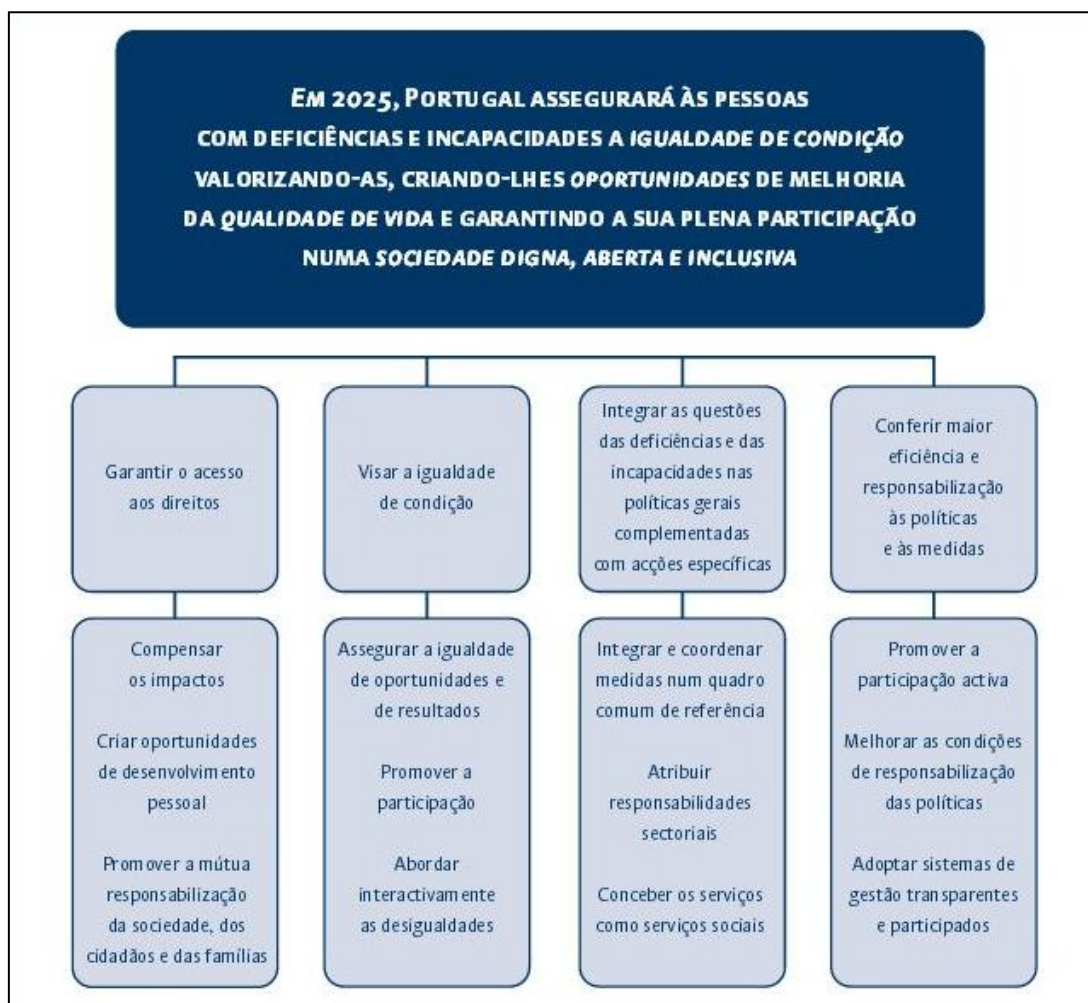 EM 2025, PORTUGAL ASSEGURARÁ ÀS PESSOAS
COM DEFICIÊNCIAS E INCAPACIDADES A IGUALDADE DE CONDIÇÃO
VALORIZANDO-AS, CRIANDO-LHES OPORTUNIDADES DE MELHORIA
DA QUALIDADE DE VIDA E GARANTINDO A SUA PLENA PARTICIPAÇÃO
NUMA SOCIEDADE DIGNA, ABERTA E INCLUSIVA
Garantir o acesso
aos direitos
Visar a igualdade
de condição
Integrar as questões
das deficiências e das
incapacidades nas
políticas gerais
complementadas
com acções específicas
Conferir maior
eficiência e
responsabilização
às políticas
e às medidas
Compensar
os impactos
Criar oportunidades
de desenvolvimento
pessoal
Promover a mútua
responsabilização
da sociedade, dos
cidadãos e das famílias
Assegurar a igualdade
de oportunidades e
de resultados
Promover a
participação
Abordar
interactivamente
as desigualdades
Integrar e coordenar
medidas num quadro
comum de referência
Atribuir
responsabilidades
sectoriais
Conceber os serviços
como serviços sociais
Promover a
participação activa
Melhorar as condições
de responsabilização
das políticas
Adoptar sistemas de
gestão transparentes
e participados